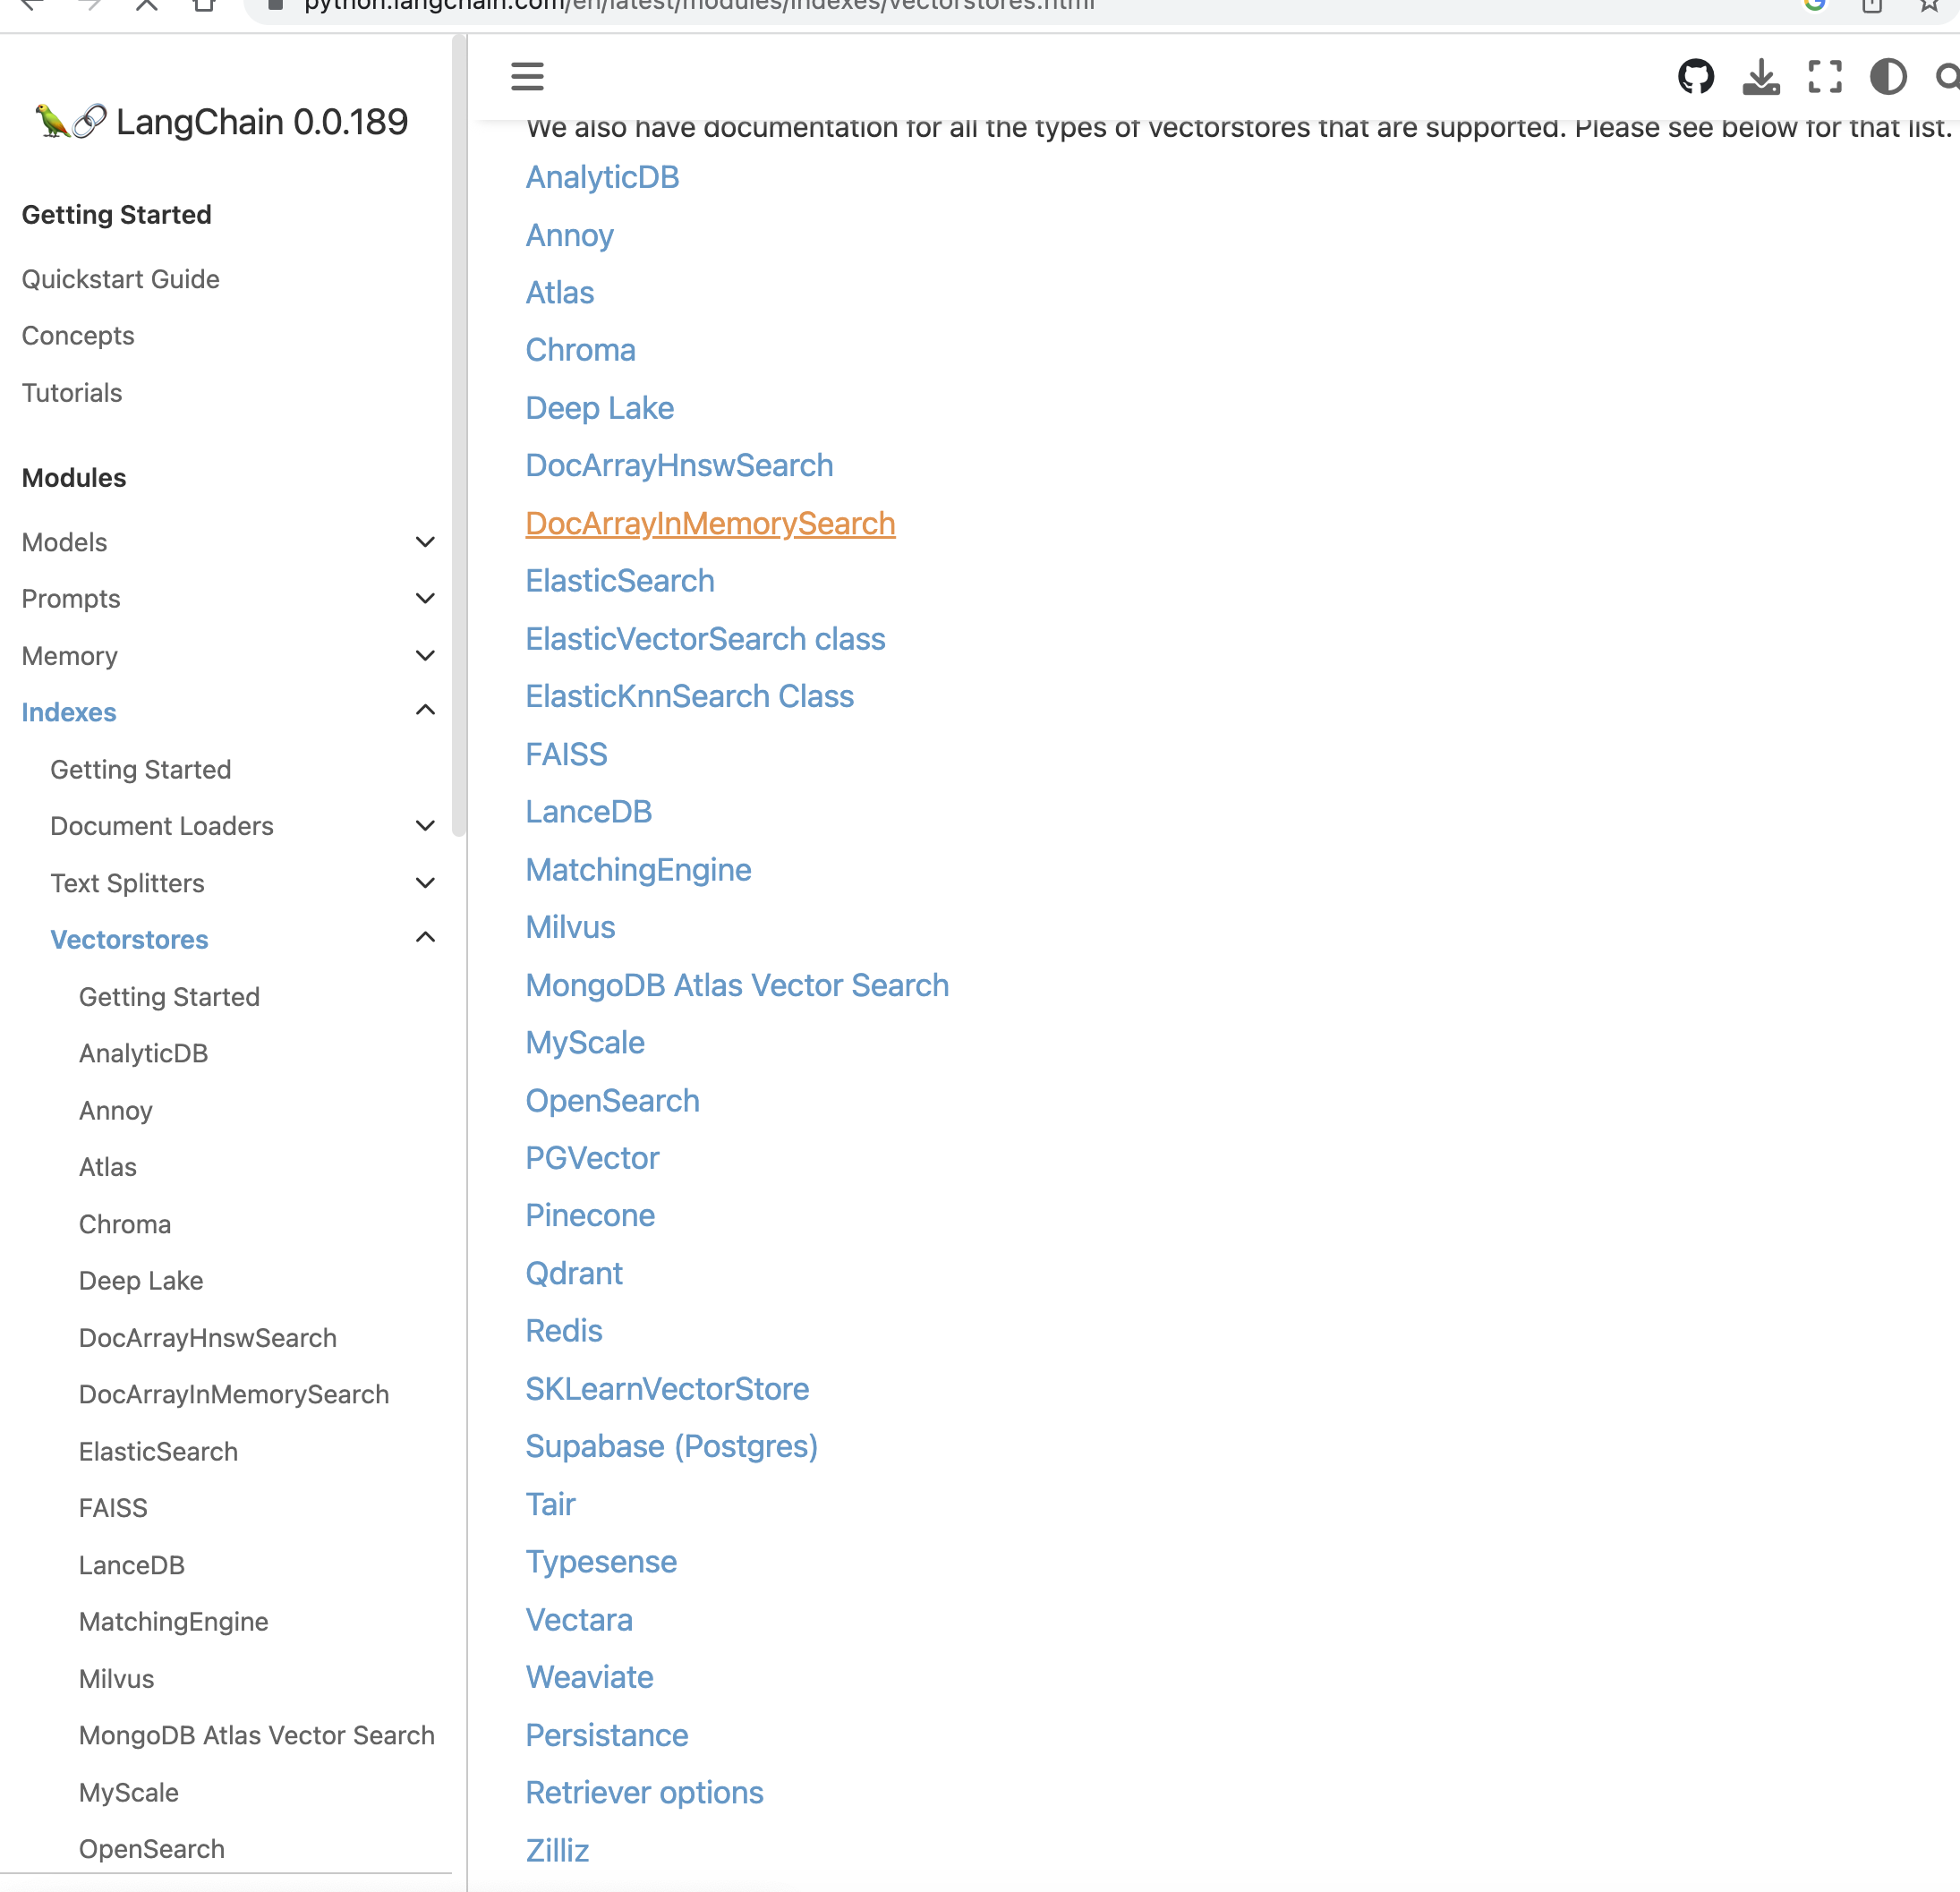 python.langchain.com/en/latest/modules/indexes/vectorstores.html
LangChain 0.0.189
Getting Started
Quickstart Guide
Concepts
Tutorials
Modules
Models
Prompts
Memory
Indexes
Getting Started
Document Loaders
Text Splitters
Vectorstores
Getting Started
AnalyticDB
Annoy
Atlas
Chroma
Deep Lake
DocArrayHnswSearch
DocArrayInMemorySearch
ElasticSearch
FAISS
LanceDB
MatchingEngine
Milvus
MongoDB Atlas Vector Search
MyScale
OpenSearch
We also have documentation for all the types of vectorstores that are supported. Please see below for that list.
AnalyticDB
Annoy
Atlas
Chroma
Deep Lake
DocArrayHnswSearch
DocArrayInMemorySearch
ElasticSearch
ElasticVectorSearch class
ElasticKnnSearch Class
FAISS
LanceDB
MatchingEngine
Milvus
MongoDB Atlas Vector Search
MyScale
OpenSearch
PGVector
Pinecone
Qdrant
Redis
SKLearnVectorStore
Supabase (Postgres)
Tair
Typesense
Vectara
Weaviate
Persistance
Retriever options
Zilliz